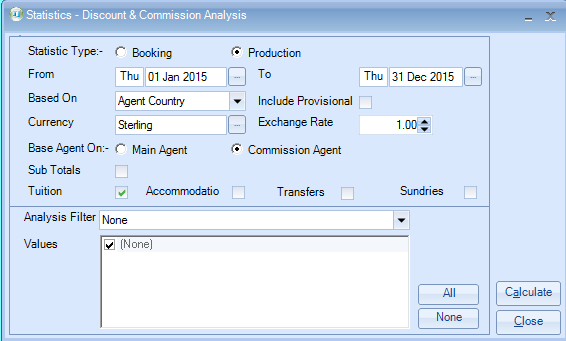 Statistics - Discount & Commission Analysis
Statistic Type:- Booking Production
From Thu 01 Jan 2015 ... To Thu 31 Dec 2015 ...
Based On Agent Country Include Provisional
Currency Sterling ... Exchange Rate 1.00
Base Agent On:- Main Agent Commission Agent
Sub Totals
Tuition Accommodatio Transfers Sundries
Analysis Filter None
Values (None)
All
None
Calculate
Close